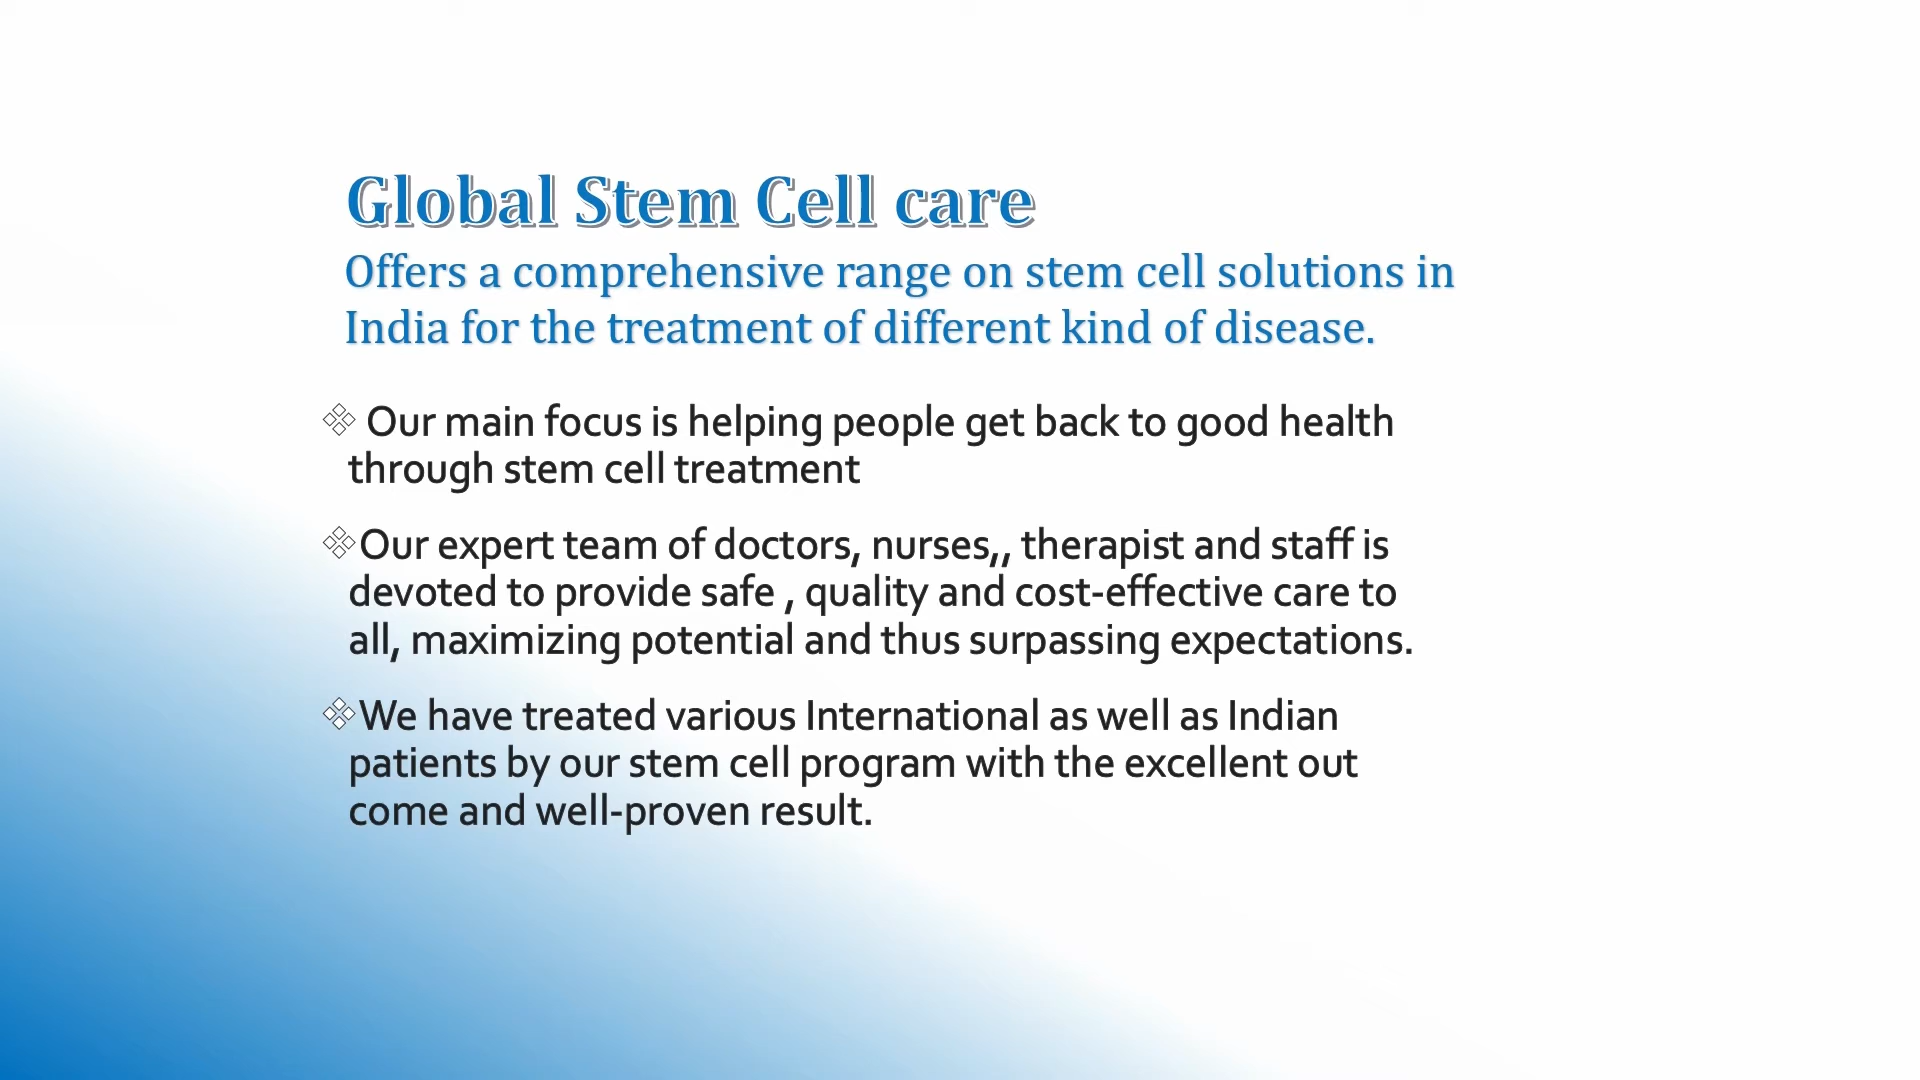 Global Stem Cell care
Offers a comprehensive range on stem cell solutions in
India for the treatment of different kind of disease.
Our main focus is helping people get back to good health
through stem cell treatment
Our expert team of doctors, nurses,, therapist and staff is
devoted to provide safe , quality and cost-effective care to
all, maximizing potential and thus surpassing expectations.
We have treated various International as well as Indian
patients by our stem cell program with the excellent out
come and well-proven result.